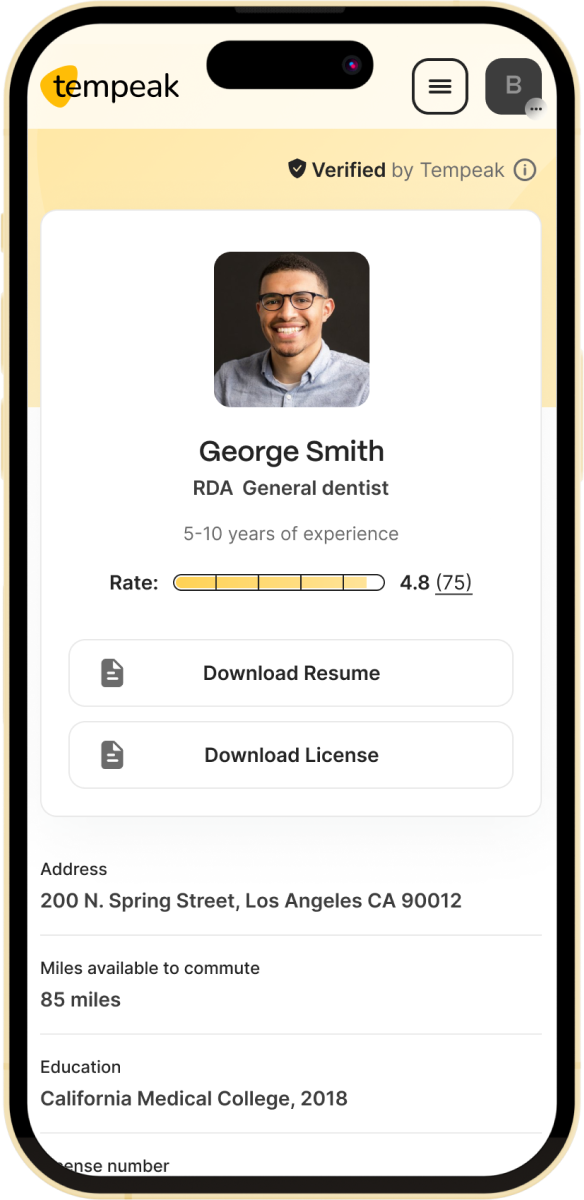 tempeak
B
Verified by Tempeak
George Smith
RDA General dentist
5-10 years of experience
Rate: 4.8 (75)
Download Resume
Download License
Address
200 N. Spring Street, Los Angeles CA 90012
Miles available to commute
85 miles
Education
California Medical College, 2018
ense number